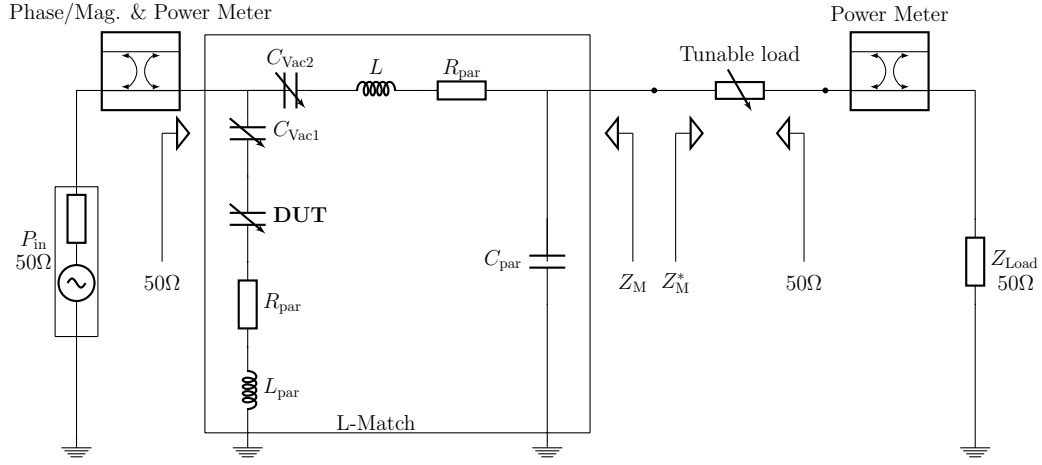 Phase/Mag. & Power Meter
Power Meter
C_Vac2
L
R_par
Tunable load
C_Vac1
DUT
P_in
50Ω
50Ω
R_par
C_par
Z_M
Z*_M
50Ω
Z_Load
50Ω
L_par
L-Match